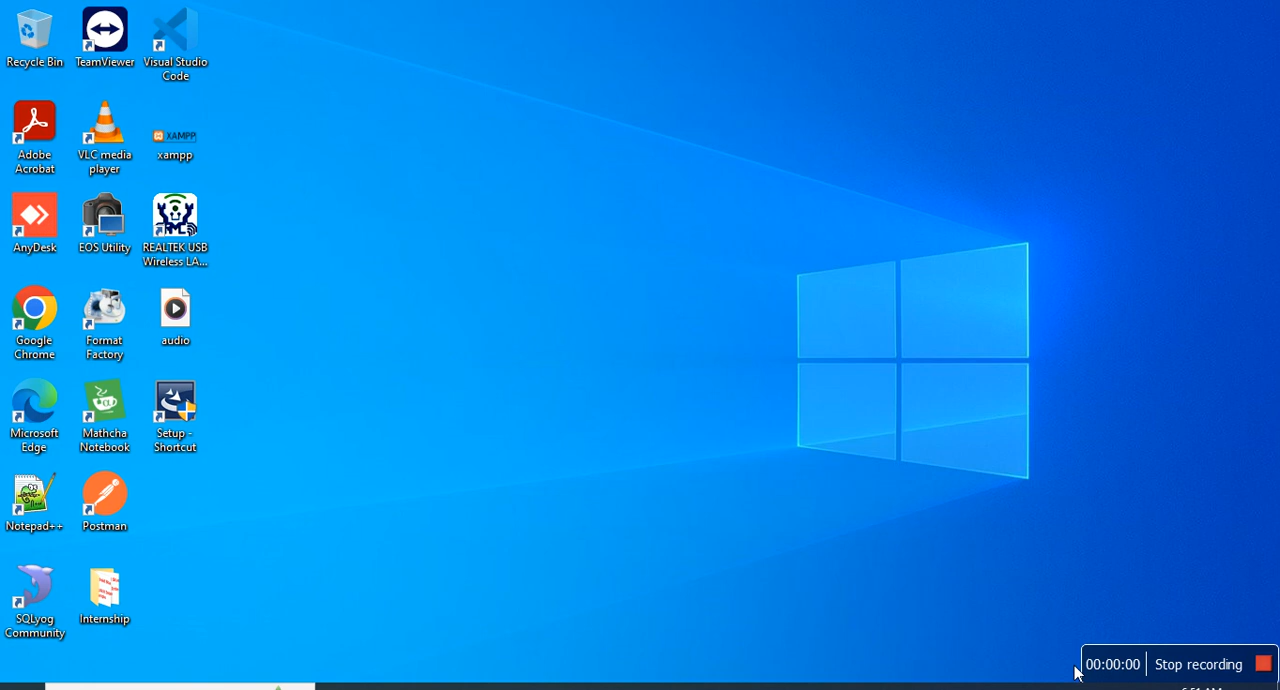 Recycle Bin
TeamViewer
Visual Studio
Code
Adobe
Acrobat
VLC media
player
XAMPP
xampp
AnyDesk
EOS Utility
REALTEK USB
Wireless LA...
Google
Chrome
Format
Factory
audio
Microsoft
Edge
Mathcha
Notebook
Setup -
Shortcut
Notepad++
Postman
SQLyog
Community
Internship
00:00:00
Stop recording